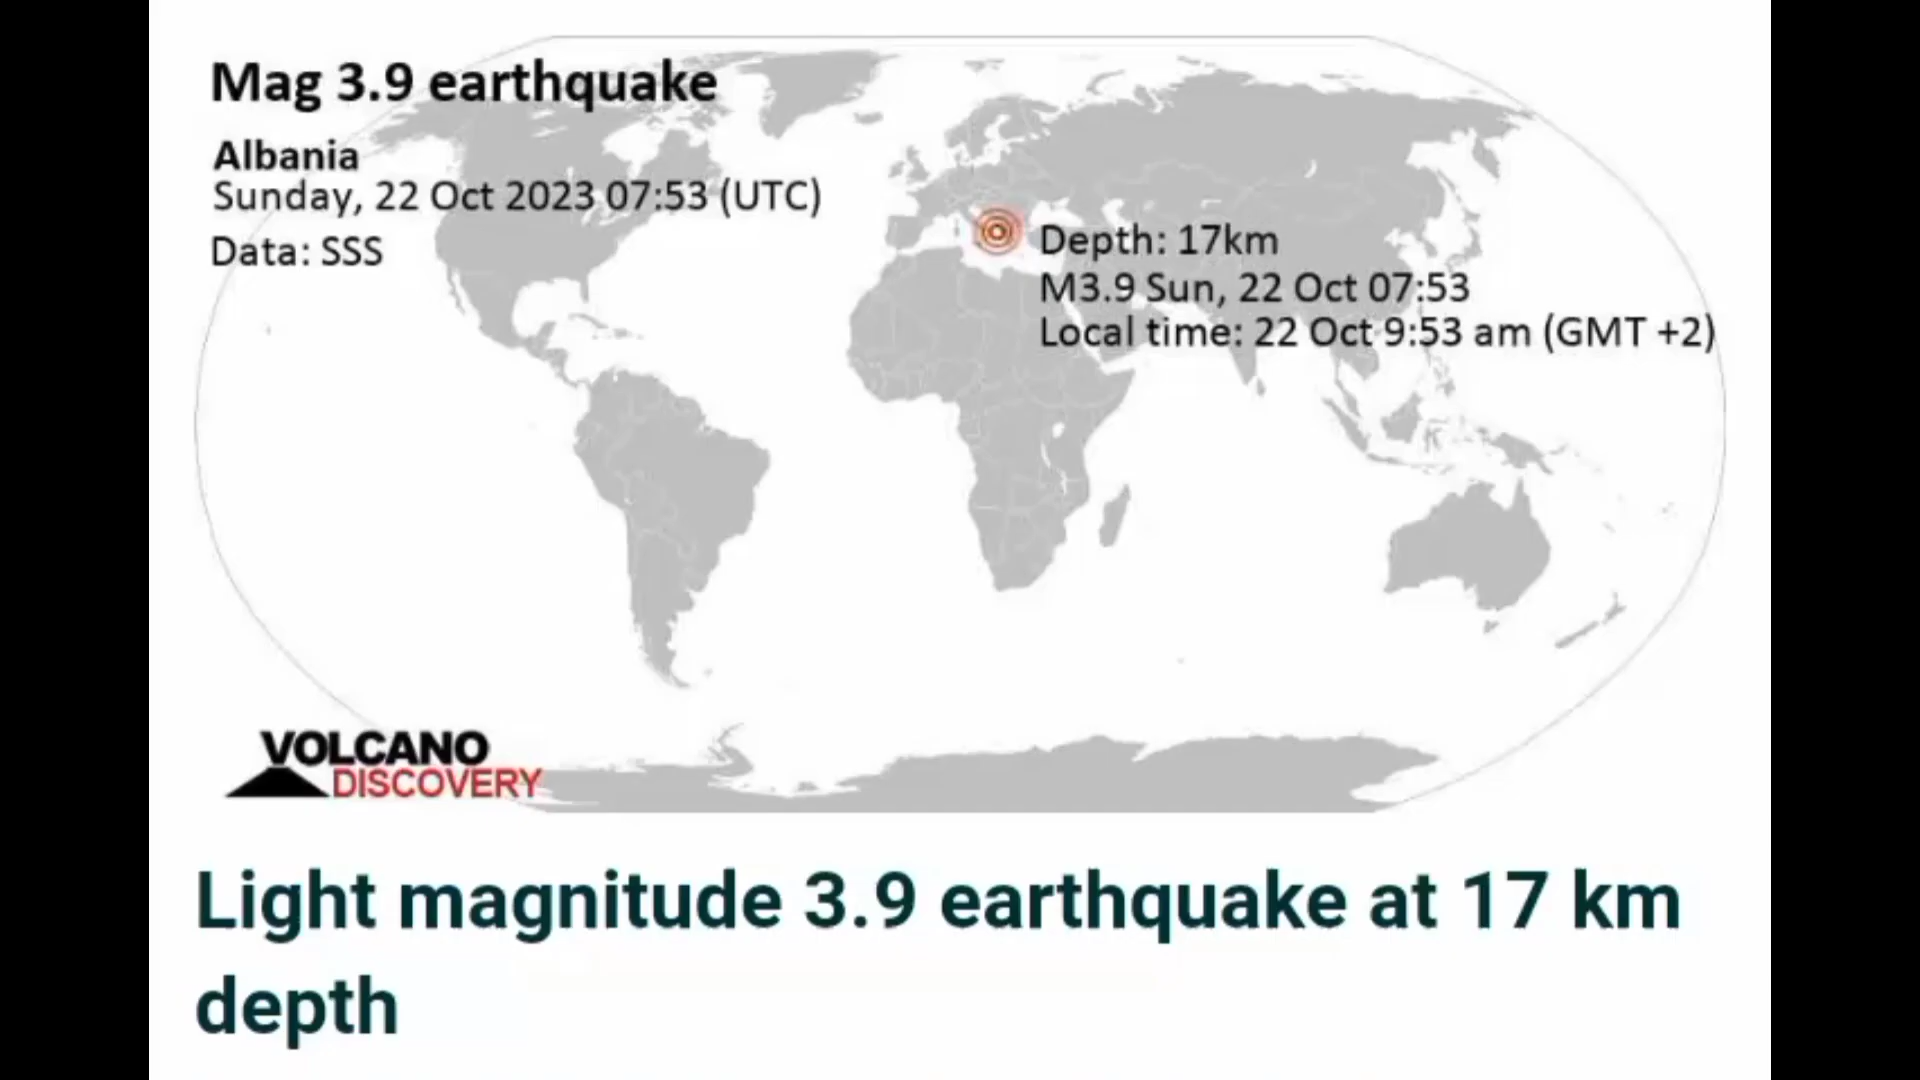 Mag 3.9 earthquake
Albania
Sunday, 22 Oct 2023 07:53 (UTC)
Data: SSS
Depth: 17km
M3.9 Sun, 22 Oct 07:53
Local time: 22 Oct 9:53 am (GMT +2)
VOLCANO
DISCOVERY
Light magnitude 3.9 earthquake at 17 km
depth